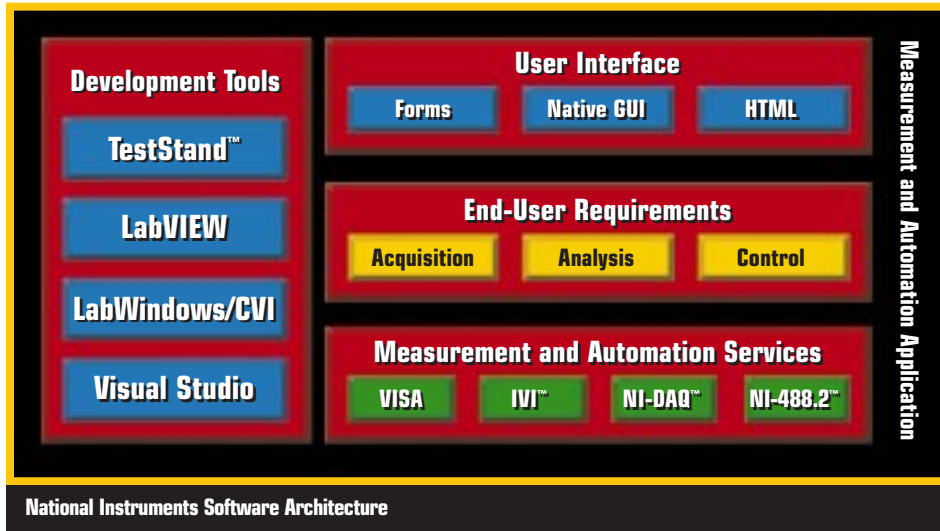 Development Tools
TestStand™
LabVIEW
LabWindows/CVI
Visual Studio
User Interface
Forms
Native GUI
HTML
End-User Requirements
Acquisition
Analysis
Control
Measurement and Automation Services
VISA
IVI™
NI-DAQ™
NI-488.2™
Measurement and Automation Application
National Instruments Software Architecture